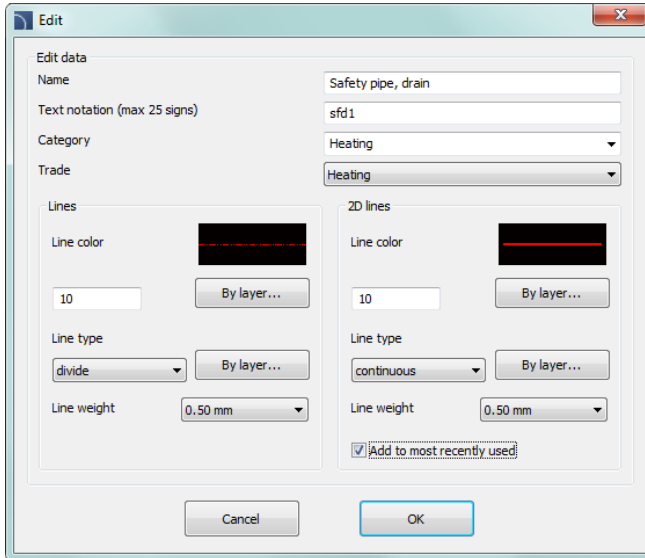 Edit
Edit data
Name
Safety pipe, drain
Text notation (max 25 signs)
sfd1
Category
Heating
Trade
Heating
Lines
Line color
10
By layer...
Line type
divide
By layer...
Line weight
0.50 mm
2D lines
Line color
10
By layer...
Line type
continuous
By layer...
Line weight
0.50 mm
Add to most recently used
Cancel
OK